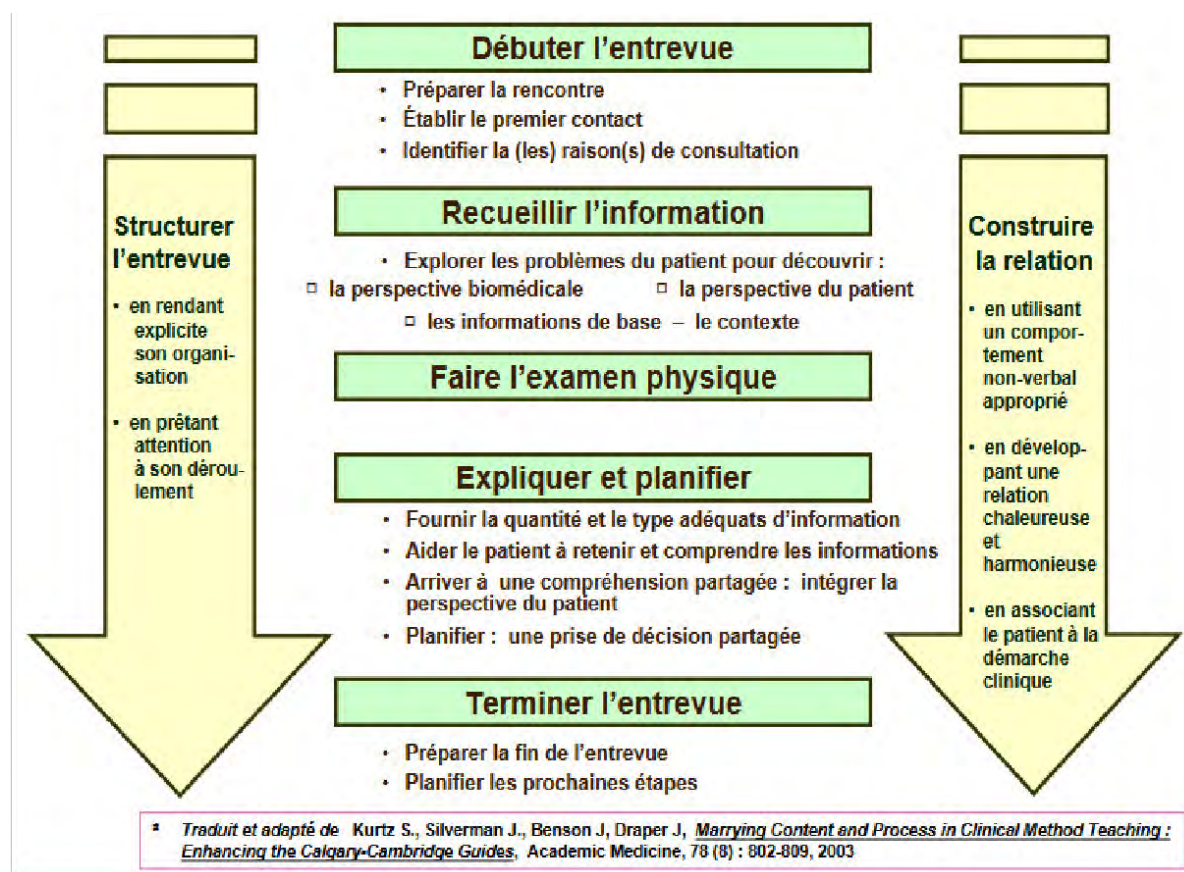 Débuter l'entrevue
• Préparer la rencontre
• Établir le premier contact
• Identifier la (les) raison(s) de consultation
Structurer
l'entrevue
• en rendant
explicite
son organi-
sation
• en prêtant
attention
à son dérou-
lement
Recueillir l'information
• Explorer les problèmes du patient pour découvrir :
□ la perspective biomédicale □ la perspective du patient
□ les informations de base – le contexte
Faire l'examen physique
Expliquer et planifier
• Fournir la quantité et le type adéquats d'information
• Aider le patient à retenir et comprendre les informations
• Arriver à une compréhension partagée : intégrer la
perspective du patient
• Planifier : une prise de décision partagée
Terminer l'entrevue
• Préparer la fin de l'entrevue
• Planifier les prochaines étapes
Construire
la relation
• en utilisant
un compor-
tement
non-verbal
approprié
• en dévelop-
pant une
relation
chaleureuse
et
harmonieuse
• en associant
le patient à la
démarche
clinique
* Traduit et adapté de Kurtz S., Silverman J., Benson J, Draper J, Marrying Content and Process in Clinical Method Teaching :
Enhancing the Calgary-Cambridge Guides, Academic Medicine, 78 (8) : 802-809, 2003